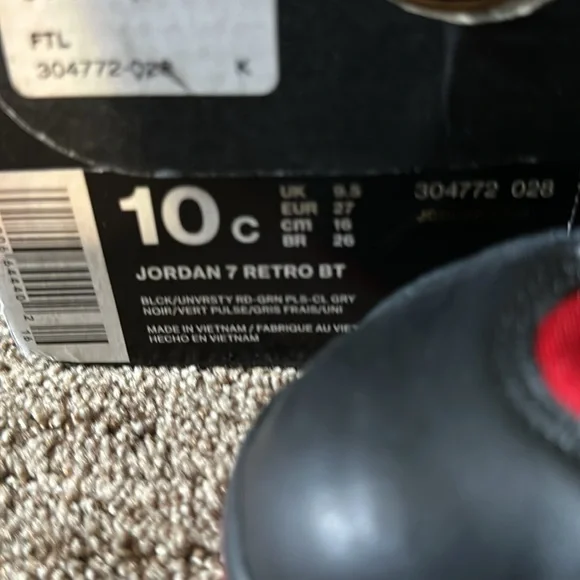 FTL
304772-028 K
10 C
UK 9.5
EUR 27
cm 16
BR 26
304772 028
JORDAN 7 RETRO BT
BLCK/UNVRSTY RD-GRN PLS-CL GRY
NOIR/VERT PULSE/GRIS FRAIS/UNI
MADE IN VIETNAM / FABRIQUE AU VIE
HECHO EN VIETNAM